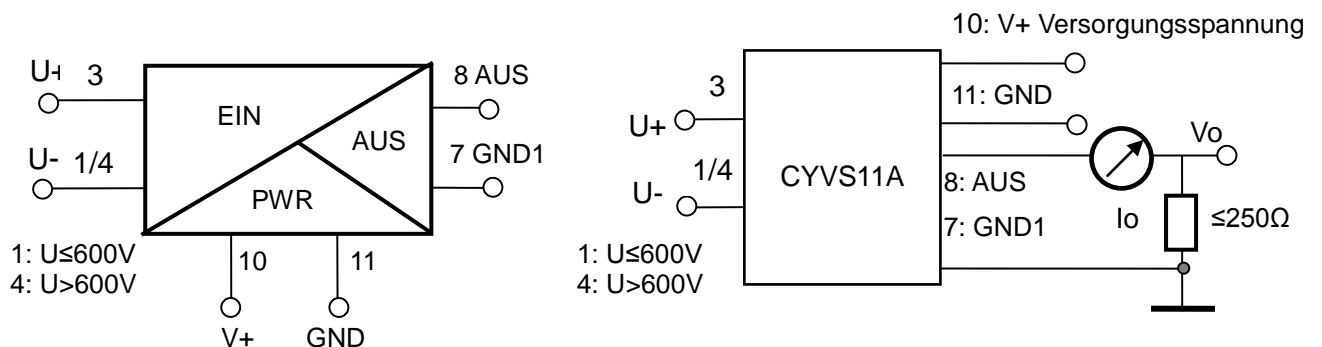 U+ 3
EIN
8 AUS
AUS
U- 1/4
7 GND1
PWR
1: U≤600V
4: U>600V
10
11
V+
GND
10: V+ Versorgungsspannung
3
11: GND
U+
Vo
1/4
CYVS11A
U-
8: AUS
Io
≤250Ω
7: GND1
1: U≤600V
4: U>600V